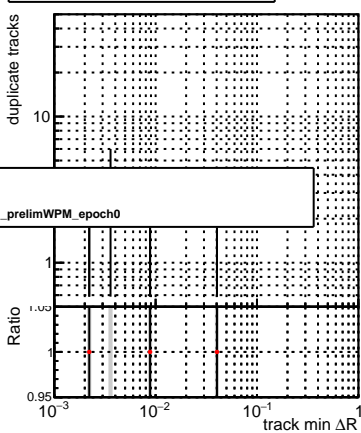 duplicate tracks
10
_prelimWPM_epoch0
1
Ratio
1.05
1
0.95
10⁻³ 10⁻² 10⁻¹ 1
track min ΔR